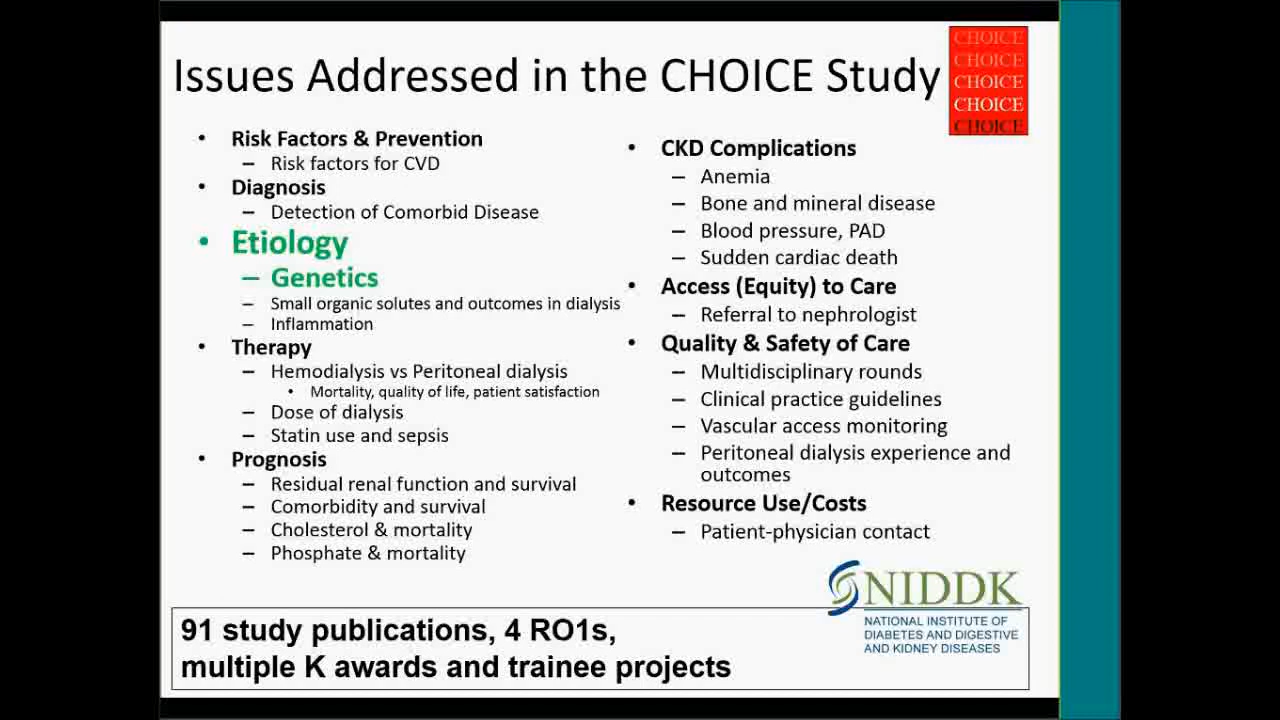 Issues Addressed in the CHOICE Study
CHOICE
CHOICE
CHOICE
CHOICE
CHOICE
• Risk Factors & Prevention
– Risk factors for CVD
• Diagnosis
– Detection of Comorbid Disease
• Etiology
– Genetics
– Small organic solutes and outcomes in dialysis
– Inflammation
• Therapy
– Hemodialysis vs Peritoneal dialysis
• Mortality, quality of life, patient satisfaction
– Dose of dialysis
– Statin use and sepsis
• Prognosis
– Residual renal function and survival
– Comorbidity and survival
– Cholesterol & mortality
– Phosphate & mortality
• CKD Complications
– Anemia
– Bone and mineral disease
– Blood pressure, PAD
– Sudden cardiac death
• Access (Equity) to Care
– Referral to nephrologist
• Quality & Safety of Care
– Multidisciplinary rounds
– Clinical practice guidelines
– Vascular access monitoring
– Peritoneal dialysis experience and
outcomes
• Resource Use/Costs
– Patient-physician contact
NIDDK
NATIONAL INSTITUTE OF
DIABETES AND DIGESTIVE
AND KIDNEY DISEASES
91 study publications, 4 RO1s,
multiple K awards and trainee projects